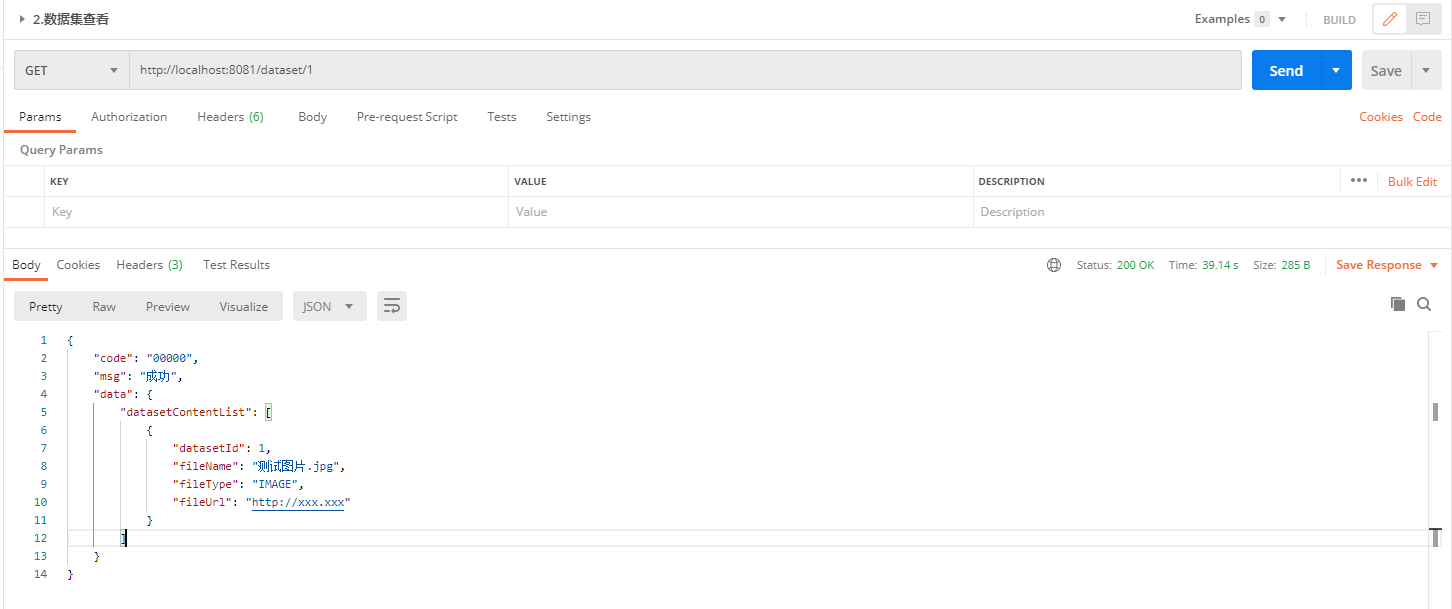 2.数据集查看
Examples 0
BUILD
GET
http://localhost:8081/dataset/1
Send
Save
Params Authorization Headers (6) Body Pre-request Script Tests Settings
Cookies Code
Query Params
KEY VALUE DESCRIPTION ••• Bulk Edit
Key Value Description
Body Cookies Headers (3) Test Results
Status: 200 OK Time: 39.14 s Size: 285 B Save Response
Pretty Raw Preview Visualize JSON
1 {
2 "code": "00000",
3 "msg": "成功",
4 "data": {
5 "datasetContentList": [
6 {
7 "datasetId": 1,
8 "fileName": "测试图片.jpg",
9 "fileType": "IMAGE",
10 "fileUrl": "http://xxx.xxx"
11 }
12 ]
13 }
14 }